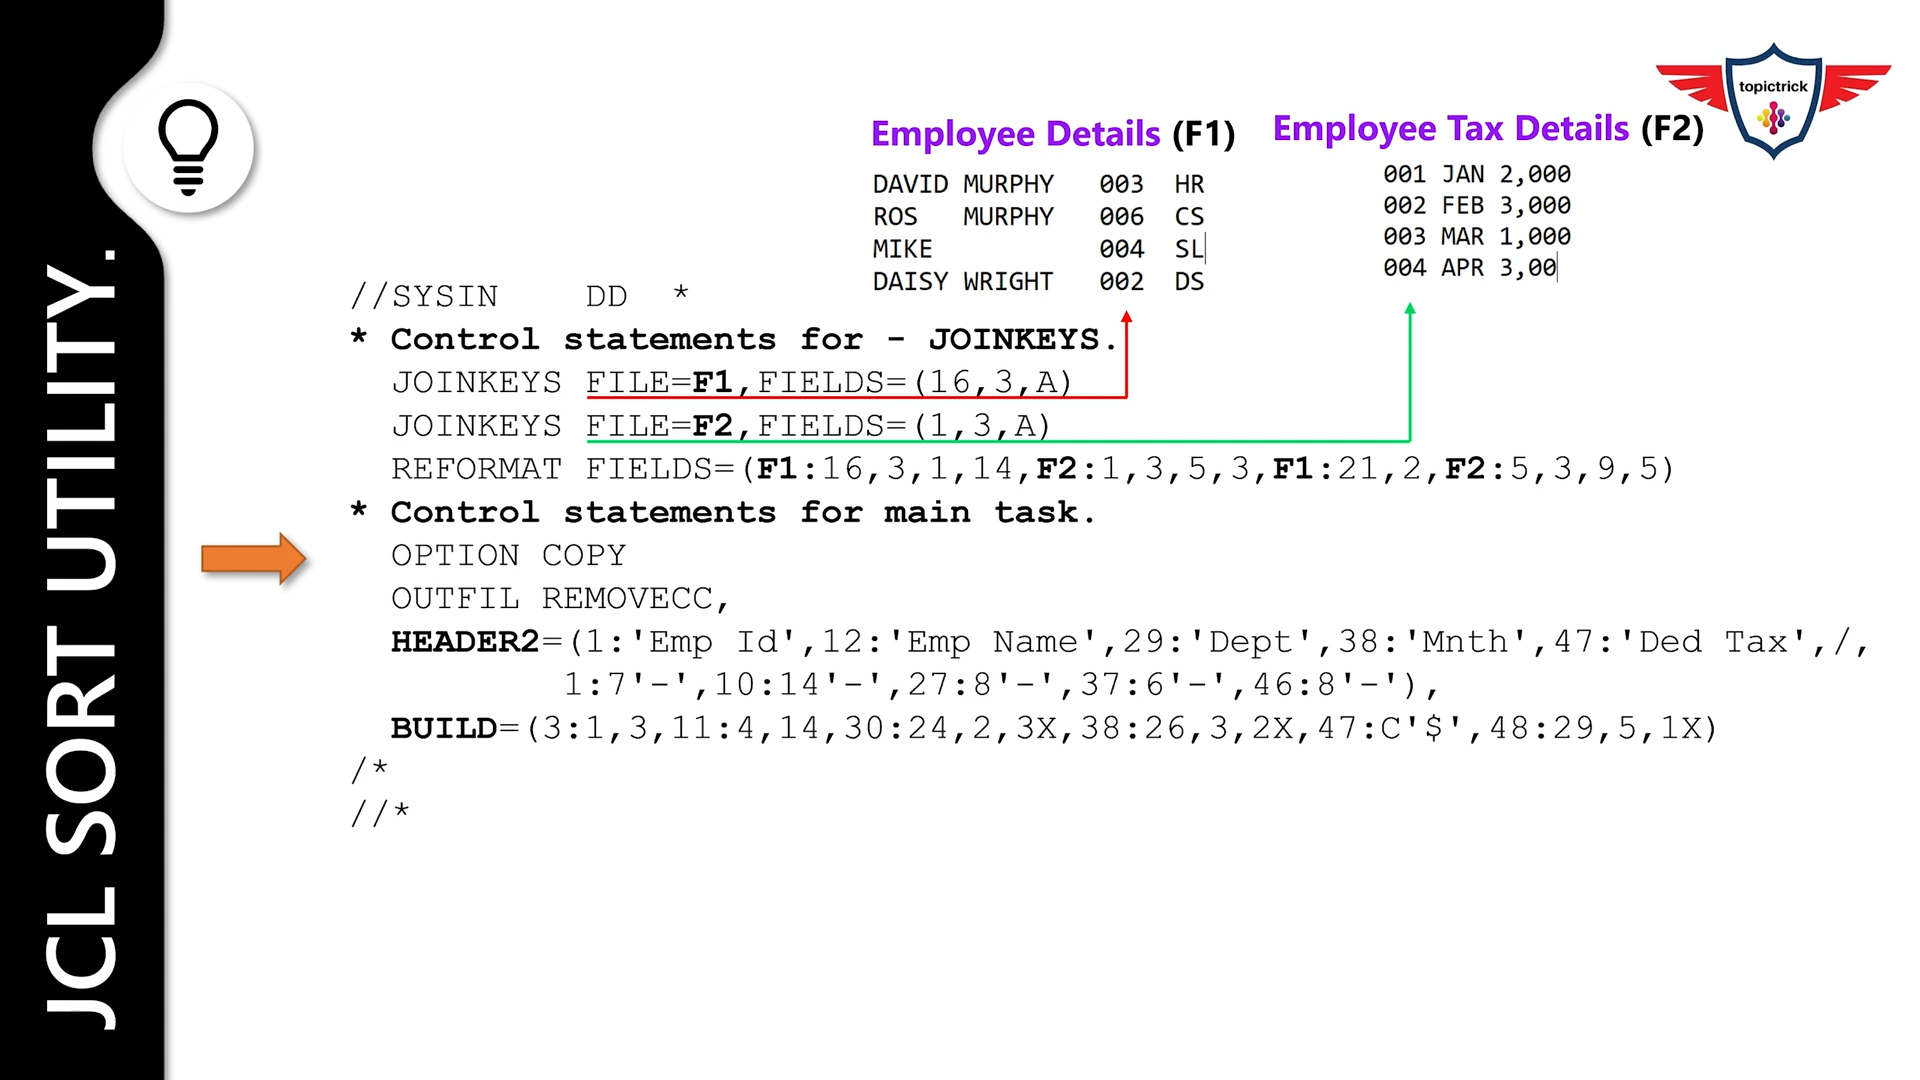 JCL SORT UTILITY.
topictrick
Employee Details (F1)
DAVID MURPHY   003  HR
ROS   MURPHY   006  CS
MIKE           004  SL
DAISY WRIGHT   002  DS
Employee Tax Details (F2)
001 JAN 2,000
002 FEB 3,000
003 MAR 1,000
004 APR 3,00
//SYSIN    DD  *
* Control statements for - JOINKEYS.
  JOINKEYS FILE=F1,FIELDS=(16,3,A)
  JOINKEYS FILE=F2,FIELDS=(1,3,A)
  REFORMAT FIELDS=(F1:16,3,1,14,F2:1,3,5,3,F1:21,2,F2:5,3,9,5)
* Control statements for main task.
  OPTION COPY
  OUTFIL REMOVECC,
  HEADER2=(1:'Emp Id',12:'Emp Name',29:'Dept',38:'Mnth',47:'Ded Tax',/,
          1:7'-',10:14'-',27:8'-',37:6'-',46:8'-'),
  BUILD=(3:1,3,11:4,14,30:24,2,3X,38:26,3,2X,47:C'$',48:29,5,1X)
/*
//*